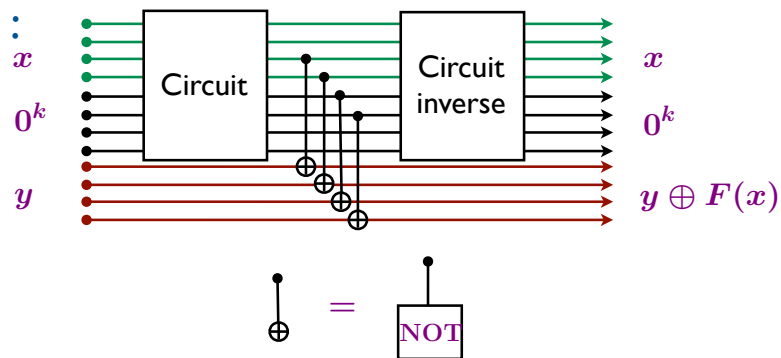 :
x
Circuit
Circuit
inverse
x
0^k
0^k
y
y ⊕ F(x)
=
NOT